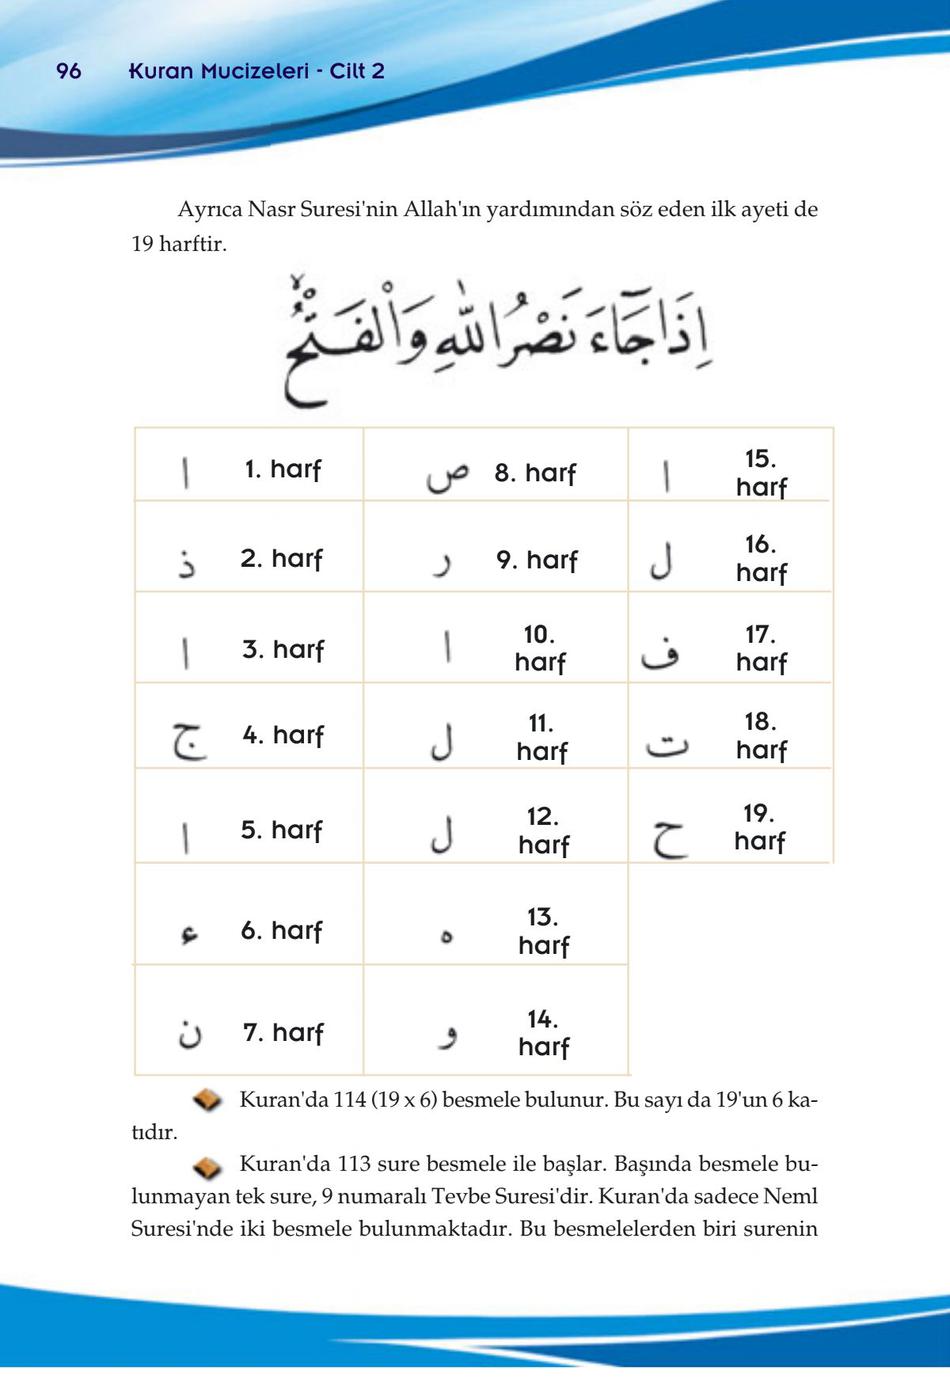 96 Kuran Mucizeleri - Cilt 2
Ayrıca Nasr Suresi'nin Allah'ın yardımından söz eden ilk ayeti de
19 harftir.
اِذَا جَٓاءَ نَصْرُ اللّٰهِ وَالْفَتْحُۙ
ا 1. harf ص 8. harf ا 15. harf
ذ 2. harf ر 9. harf ل 16. harf
ا 3. harf ا 10. harf ف 17. harf
ج 4. harf ل 11. harf ت 18. harf
ا 5. harf ل 12. harf ح 19. harf
ء 6. harf ه 13. harf
ن 7. harf و 14. harf
Kuran'da 114 (19 x 6) besmele bulunur. Bu sayı da 19'un 6 ka-
tıdır.
Kuran'da 113 sure besmele ile başlar. Başında besmele bu-
lunmayan tek sure, 9 numaralı Tevbe Suresi'dir. Kuran'da sadece Neml
Suresi'nde iki besmele bulunmaktadır. Bu besmelelerden biri surenin